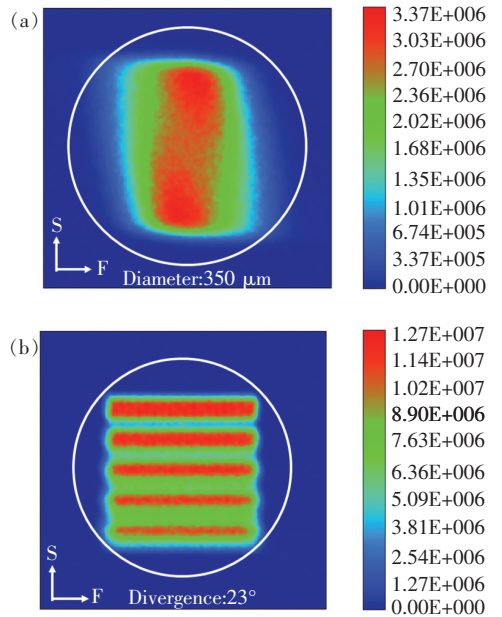 (a)
S
F
Diameter:350 μm
3.37E+006
3.03E+006
2.70E+006
2.36E+006
2.02E+006
1.68E+006
1.35E+006
1.01E+006
6.74E+005
3.37E+005
0.00E+000
(b)
S
F
Divergence:23°
1.27E+007
1.14E+007
1.02E+007
8.90E+006
7.63E+006
6.36E+006
5.09E+006
3.81E+006
2.54E+006
1.27E+006
0.00E+000